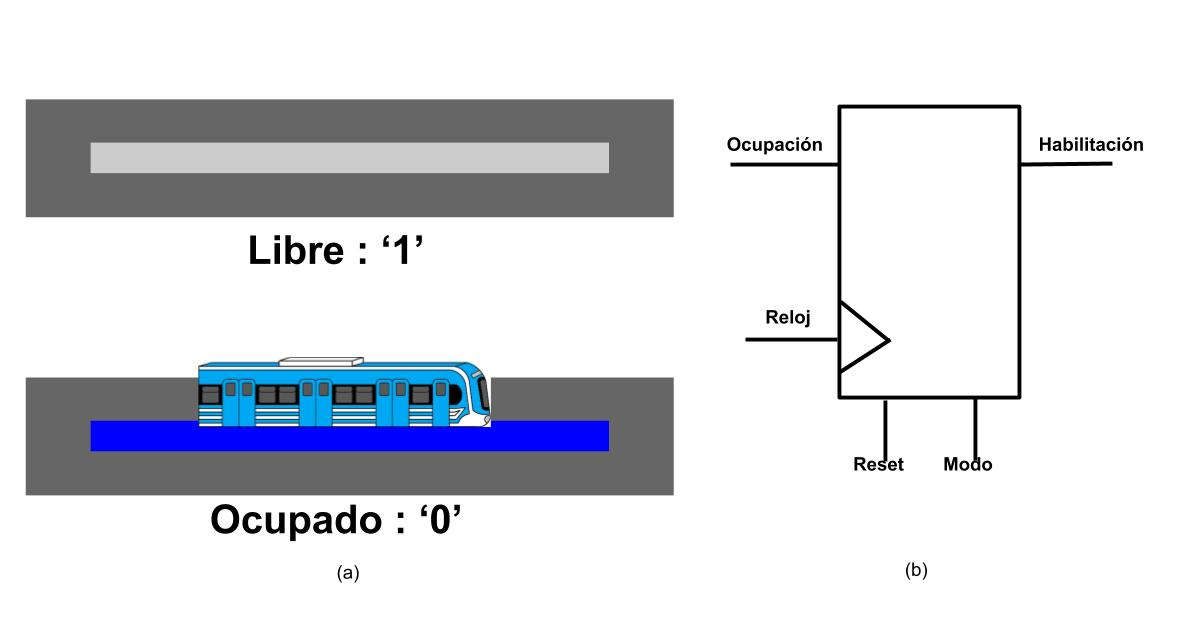 Libre : ‘1’
Ocupado : ‘0’
(a)
Ocupación
Habilitación
Reloj
Reset
Modo
(b)